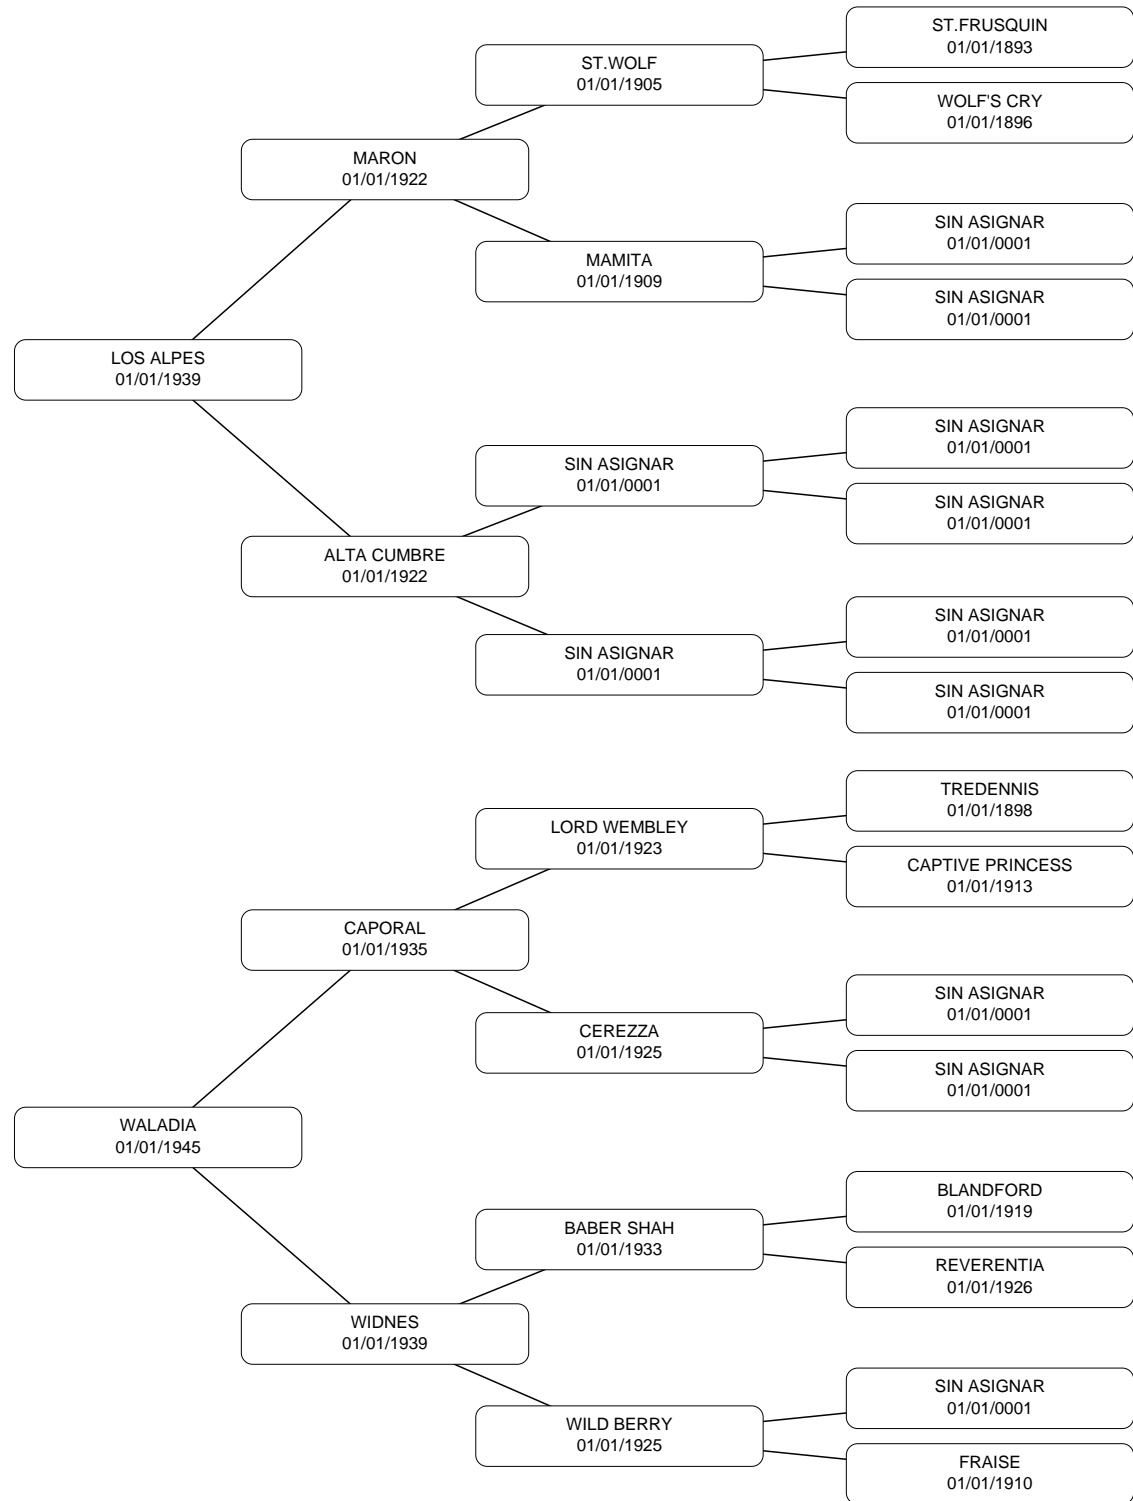 ST.FRUSQUIN
01/01/1893
ST.WOLF
01/01/1905
WOLF'S CRY
01/01/1896
MARON
01/01/1922
SIN ASIGNAR
01/01/0001
MAMITA
01/01/1909
SIN ASIGNAR
01/01/0001
LOS ALPES
01/01/1939
SIN ASIGNAR
01/01/0001
SIN ASIGNAR
01/01/0001
SIN ASIGNAR
01/01/0001
ALTA CUMBRE
01/01/1922
SIN ASIGNAR
01/01/0001
SIN ASIGNAR
01/01/0001
SIN ASIGNAR
01/01/0001
TREDENNIS
01/01/1898
LORD WEMBLEY
01/01/1923
CAPTIVE PRINCESS
01/01/1913
CAPORAL
01/01/1935
SIN ASIGNAR
01/01/0001
CEREZZA
01/01/1925
SIN ASIGNAR
01/01/0001
WALADIA
01/01/1945
BLANDFORD
01/01/1919
BABER SHAH
01/01/1933
REVERENTIA
01/01/1926
WIDNES
01/01/1939
SIN ASIGNAR
01/01/0001
WILD BERRY
01/01/1925
FRAISE
01/01/1910